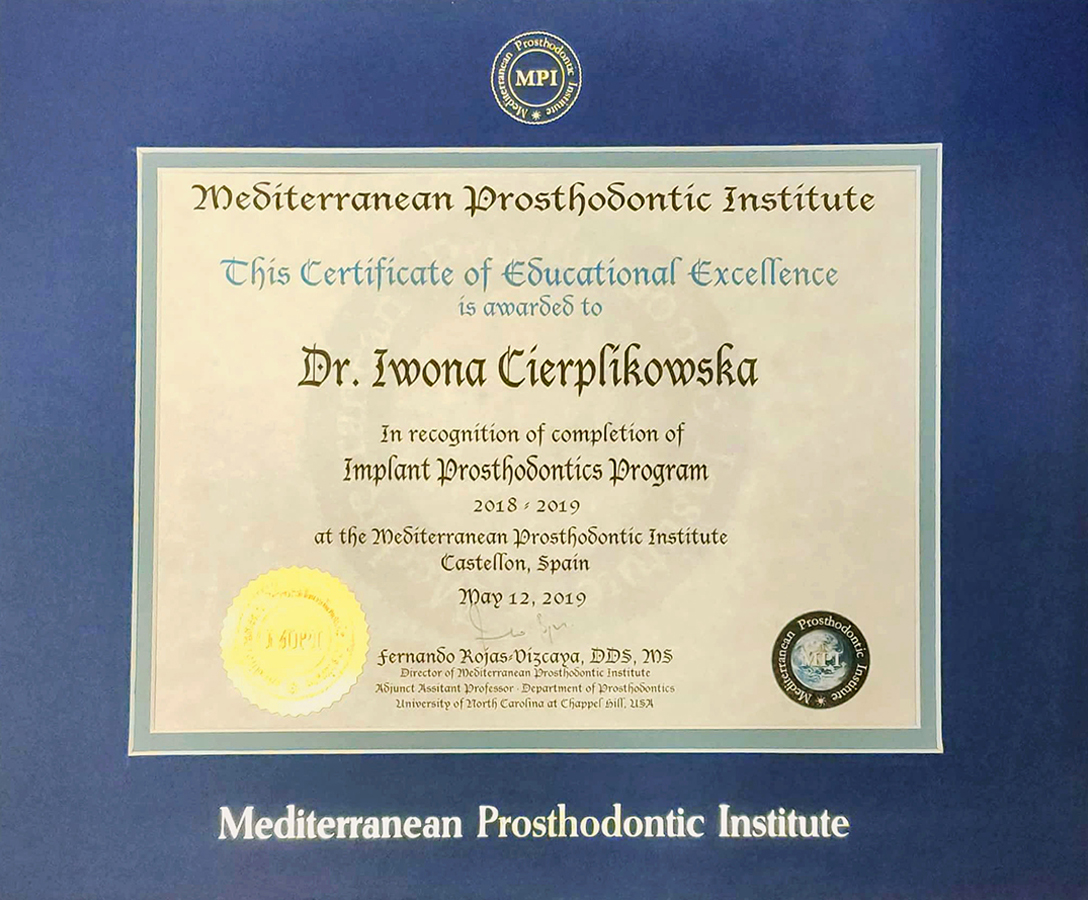 Mediterranean Prosthodontic Institute
MPI
Mediterranean Prosthodontic Institute
This Certificate of Educational Excellence
is awarded to
Dr. Iwona Cierplikowska
In recognition of completion of
Implant Prosthodontics Program
2018 - 2019
at the Mediterranean Prosthodontic Institute
Castellon, Spain
May 12, 2019
Fernando Rojas-Vizcaya, DDS, MS
Director of Mediterranean Prosthodontic Institute
Adjunct Assitant Professor - Department of Prosthodontics
University of North Carolina at Chappel Hill, USA
Mediterranean Prosthodontic Institute
MPI
Mediterranean Prosthodontic Institute